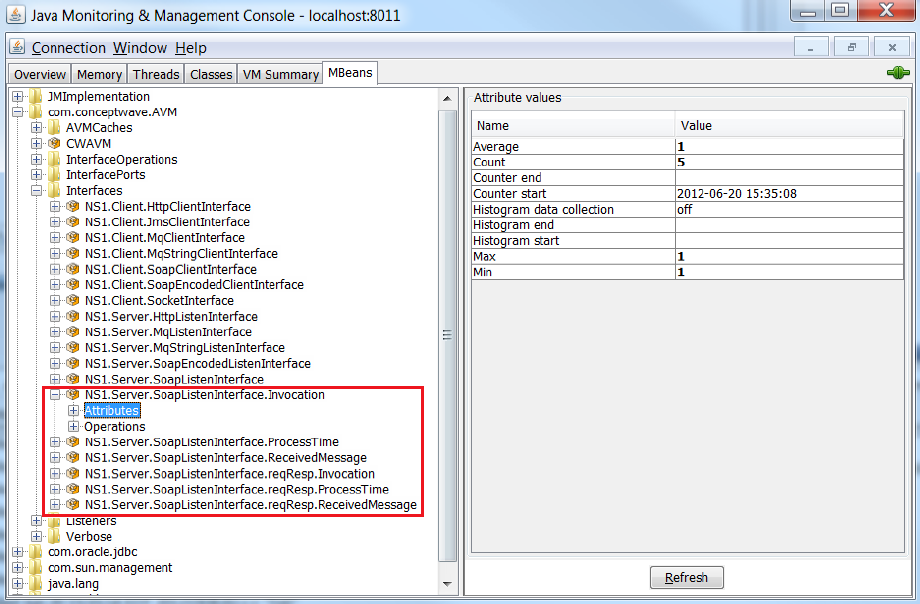 Java Monitoring & Management Console - localhost:8011
Connection Window Help
Overview Memory Threads Classes VM Summary MBeans
JMImplementation
com.conceptwave.AVM
AVMCaches
CWAVM
InterfaceOperations
InterfacePorts
Interfaces
NS1.Client.HttpClientInterface
NS1.Client.JmsClientInterface
NS1.Client.MqClientInterface
NS1.Client.MqStringClientInterface
NS1.Client.SoapClientInterface
NS1.Client.SoapEncodedClientInterface
NS1.Client.SocketInterface
NS1.Server.HttpListenInterface
NS1.Server.MqListenInterface
NS1.Server.MqStringListenInterface
NS1.Server.SoapEncodedListenInterface
NS1.Server.SoapListenInterface
NS1.Server.SoapListenInterface.Invocation
Attributes
Operations
NS1.Server.SoapListenInterface.ProcessTime
NS1.Server.SoapListenInterface.ReceivedMessage
NS1.Server.SoapListenInterface.reqResp.Invocation
NS1.Server.SoapListenInterface.reqResp.ProcessTime
NS1.Server.SoapListenInterface.reqResp.ReceivedMessage
Listeners
Verbose
com.oracle.jdbc
com.sun.management
java.lang
Attribute values
Name Value
Average 1
Count 5
Counter end
Counter start 2012-06-20 15:35:08
Histogram data collection off
Histogram end
Histogram start
Max 1
Min 1
Refresh